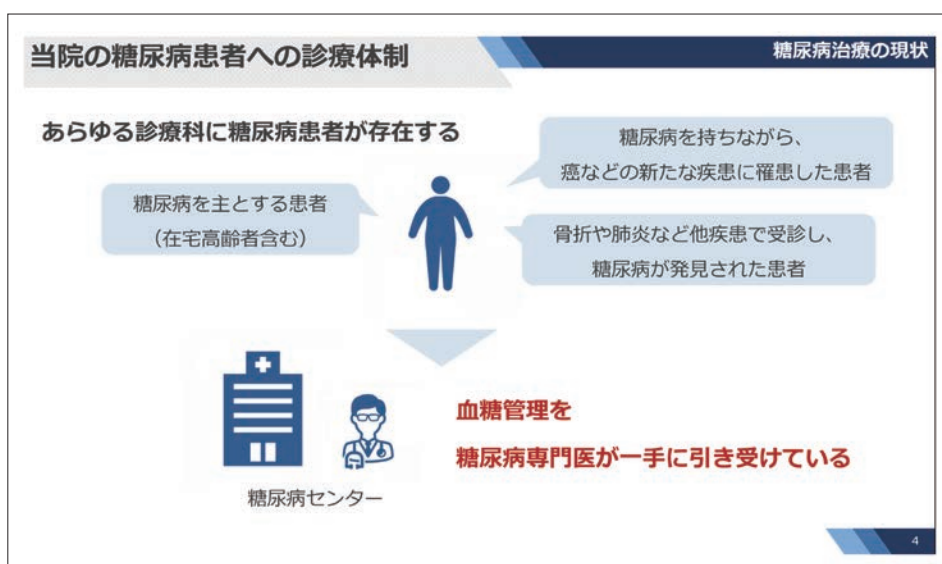 当院の糖尿病患者への診療体制
糖尿病治療の現状
あらゆる診療科に糖尿病患者が存在する
糖尿病を主とする患者
(在宅高齢者含む)
糖尿病を持ちながら、
癌などの新たな疾患に罹患した患者
骨折や肺炎など他疾患で受診し、
糖尿病が発見された患者
血糖管理を
糖尿病専門医が一手に引き受けている
糖尿病センター
4